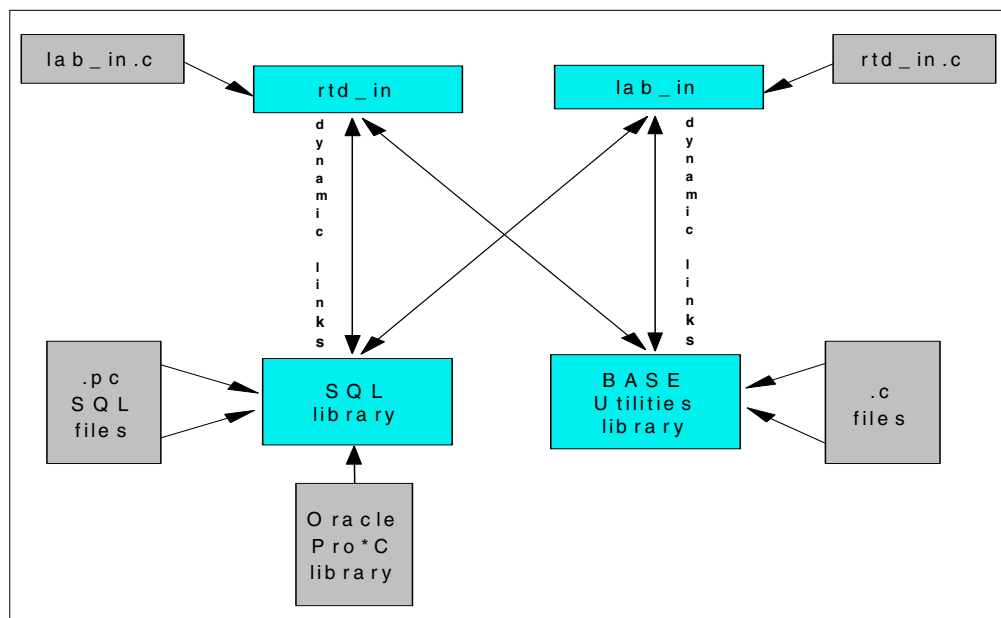 lab_in.c
rtd_in
lab_in
rtd_in.c
dynamic links
dynamic links
.pc
SQL
files
SQL
library
BASE
Utilities
library
.c
files
Oracle
Pro*C
library